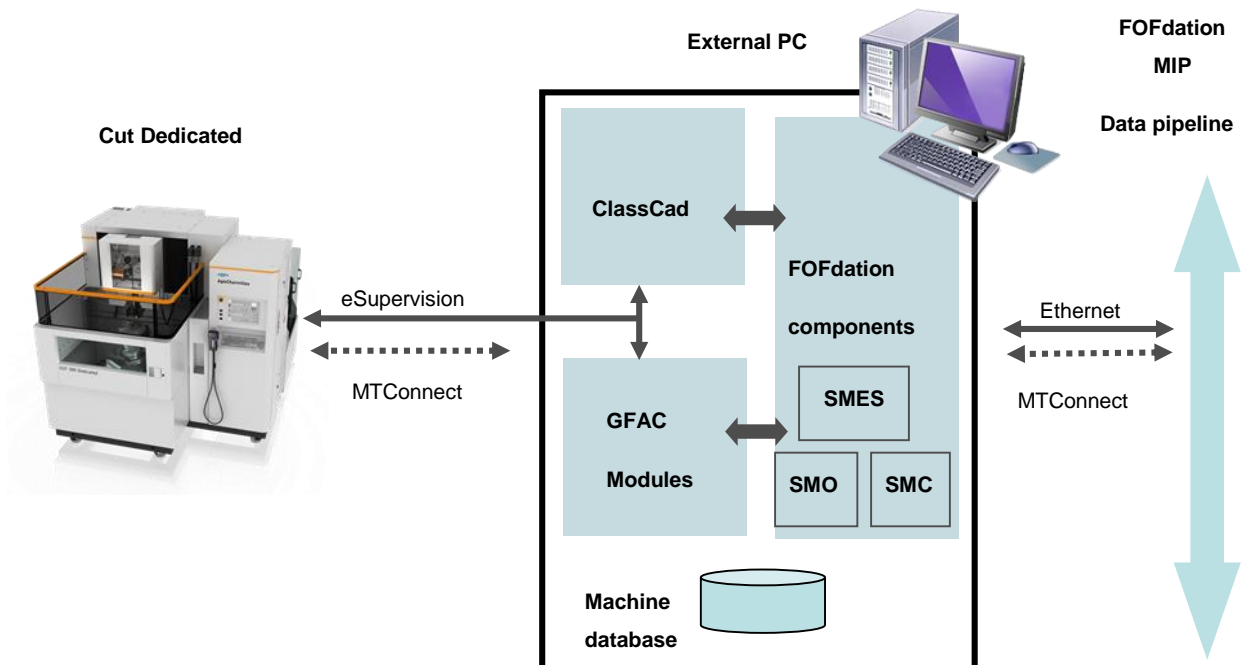 External PC
FOFdation
MIP
Data pipeline
Cut Dedicated
ClassCad
FOFdation
components
eSupervision
MTConnect
Ethernet
MTConnect
GFAC
Modules
SMES
SMO
SMC
Machine
database